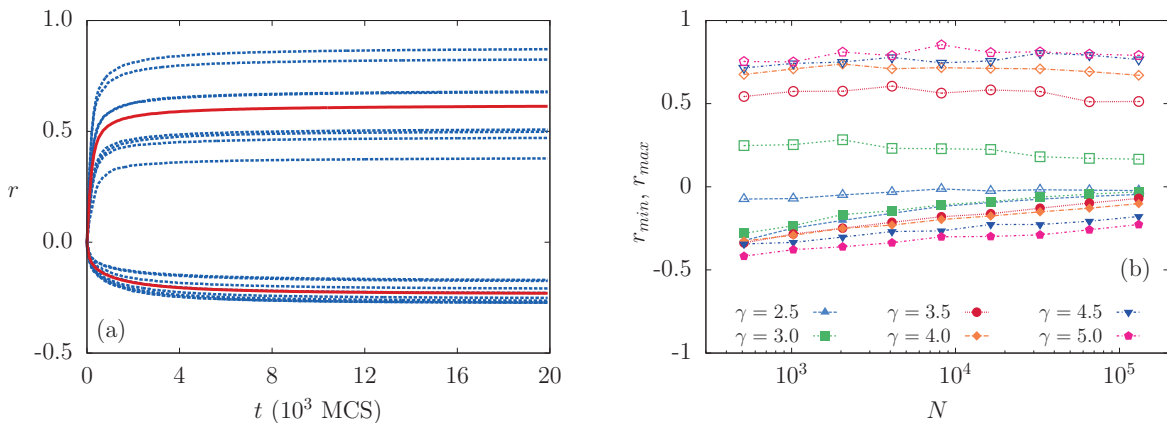 1.0
0.5
0.0
-0.5
r
(a)
0 4 8 12 16 20
t (10³ MCS)
1
0.5
0
-0.5
-1
r_min, r_max
(b)
γ = 2.5 γ = 3.5 γ = 4.5
γ = 3.0 γ = 4.0 γ = 5.0
10³ 10⁴ 10⁵
N